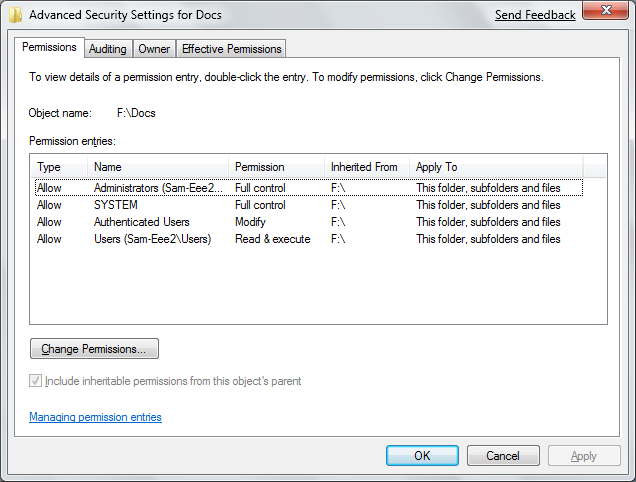 Advanced Security Settings for Docs Send Feedback
Permissions Auditing Owner Effective Permissions
To view details of a permission entry, double-click the entry. To modify permissions, click Change Permissions.
Object name: F:\Docs
Permission entries:
Type Name Permission Inherited From Apply To
Allow Administrators (Sam-Eee2... Full control F:\ This folder, subfolders and files
Allow SYSTEM Full control F:\ This folder, subfolders and files
Allow Authenticated Users Modify F:\ This folder, subfolders and files
Allow Users (Sam-Eee2\Users) Read & execute F:\ This folder, subfolders and files
Change Permissions...
Include inheritable permissions from this object's parent
Managing permission entries
OK Cancel Apply